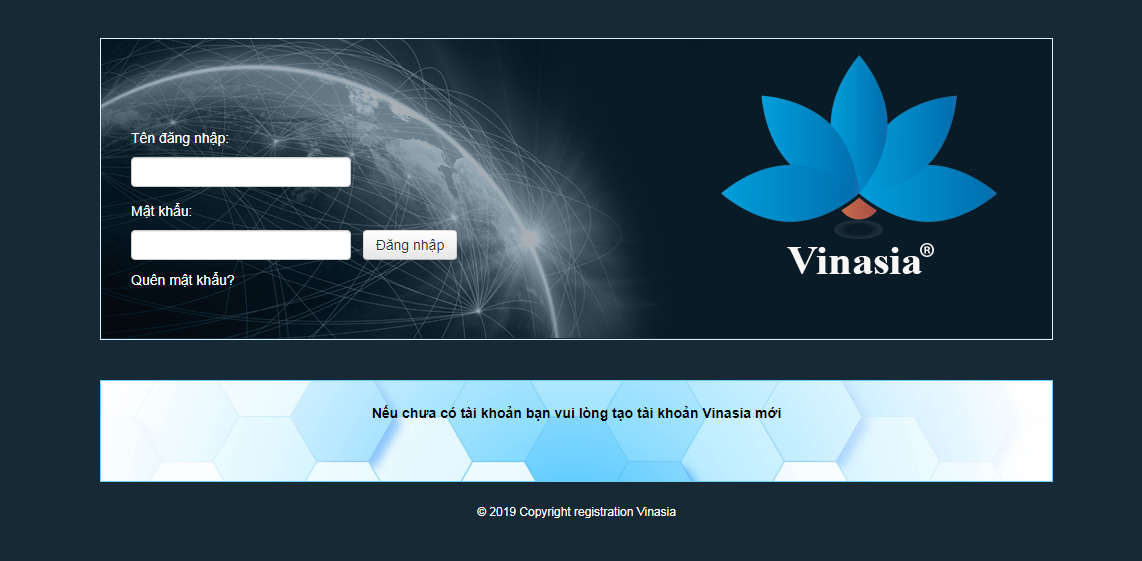 Tên đăng nhập:
Mật khẩu:
Đăng nhập
Quên mật khẩu?
Vinasia®
Nếu chưa có tài khoản bạn vui lòng tạo tài khoản Vinasia mới
© 2019 Copyright registration Vinasia